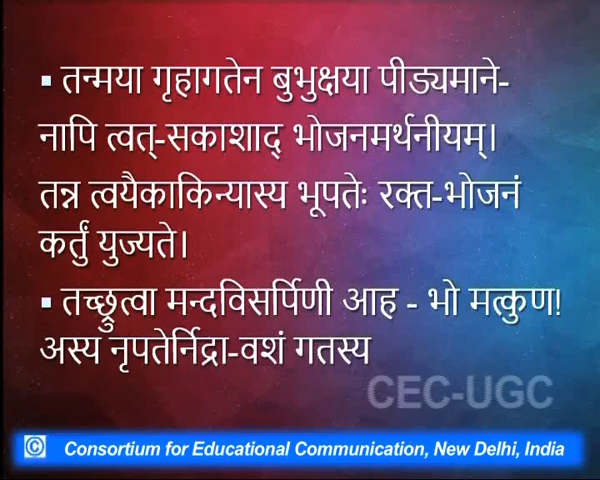 ▪ तन्मया गृहागतेन बुभुक्षया पीड्यमाने-
नापि त्वत्-सकाशाद् भोजनमर्थनीयम्।
तन्न त्वयैकाकिन्यास्य भूपतेः रक्त-भोजनं
कर्तुं युज्यते।
▪ तच्छ्रुत्वा मन्दविसर्पिणी आह - भो मत्कुण!
अस्य नृपतेर्निद्रा-वशं गतस्य
CEC-UGC
© Consortium for Educational Communication, New Delhi, India